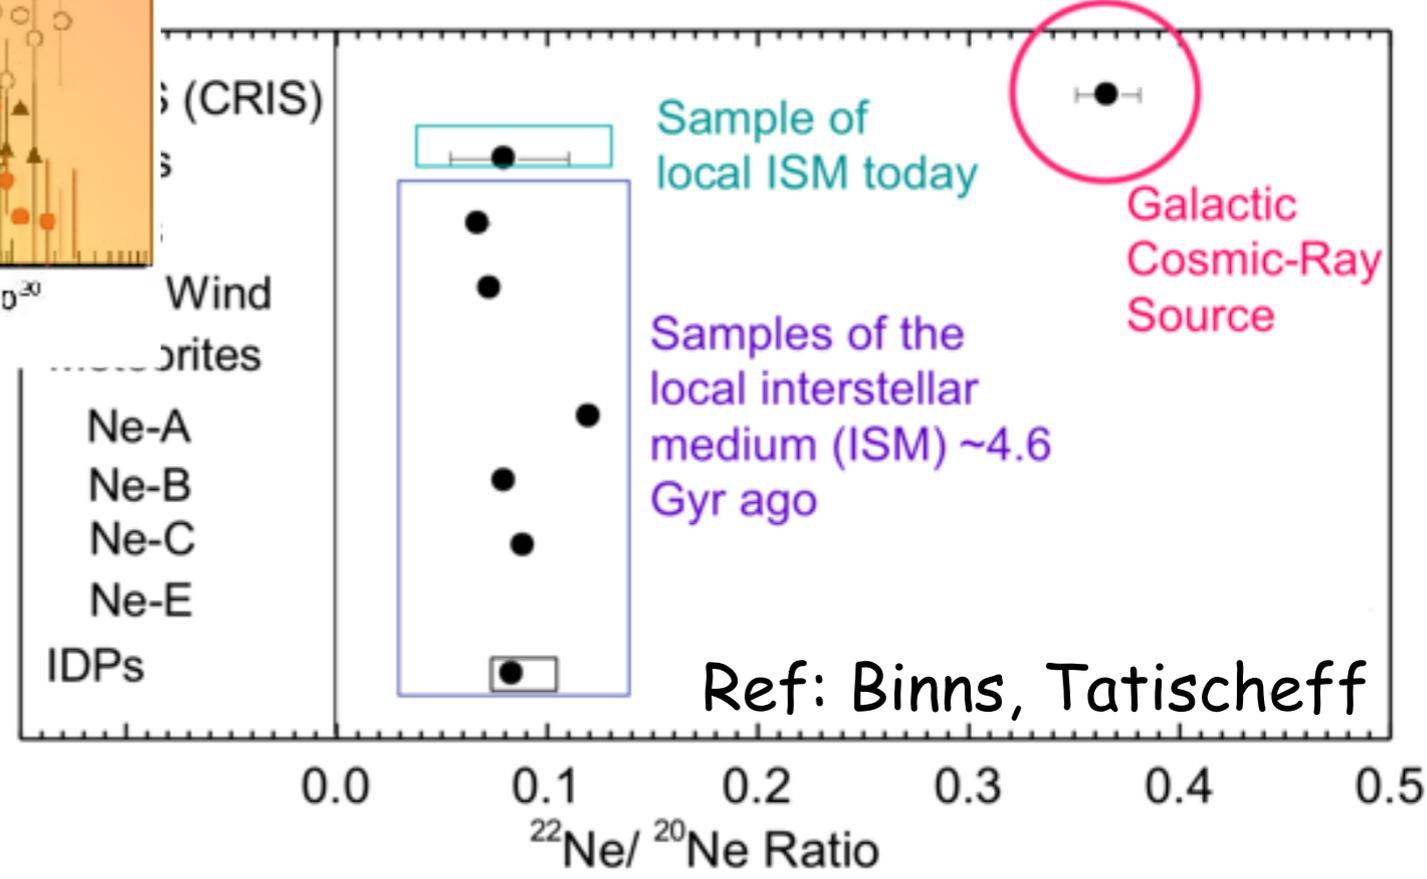 (CRIS)
Sample of
local ISM today
Galactic
Cosmic-Ray
Source
Wind
Samples of the
local interstellar
medium (ISM) ~4.6
Gyr ago
Ne-A
Ne-B
Ne-C
Ne-E
IDPs
Ref: Binns, Tatischeff
0.0 0.1 0.2 0.3 0.4 0.5
²²Ne/ ²⁰Ne Ratio